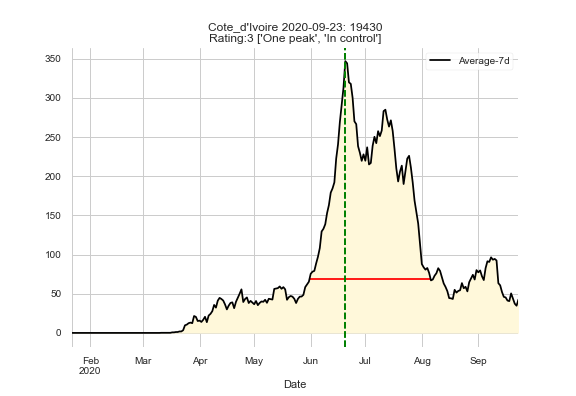 Cote_d'Ivoire 2020-09-23: 19430
Rating:3 ['One peak', 'In control']
Average-7d
350
300
250
200
150
100
50
0
Feb
2020
Mar
Apr
May
Jun
Jul
Aug
Sep
Date